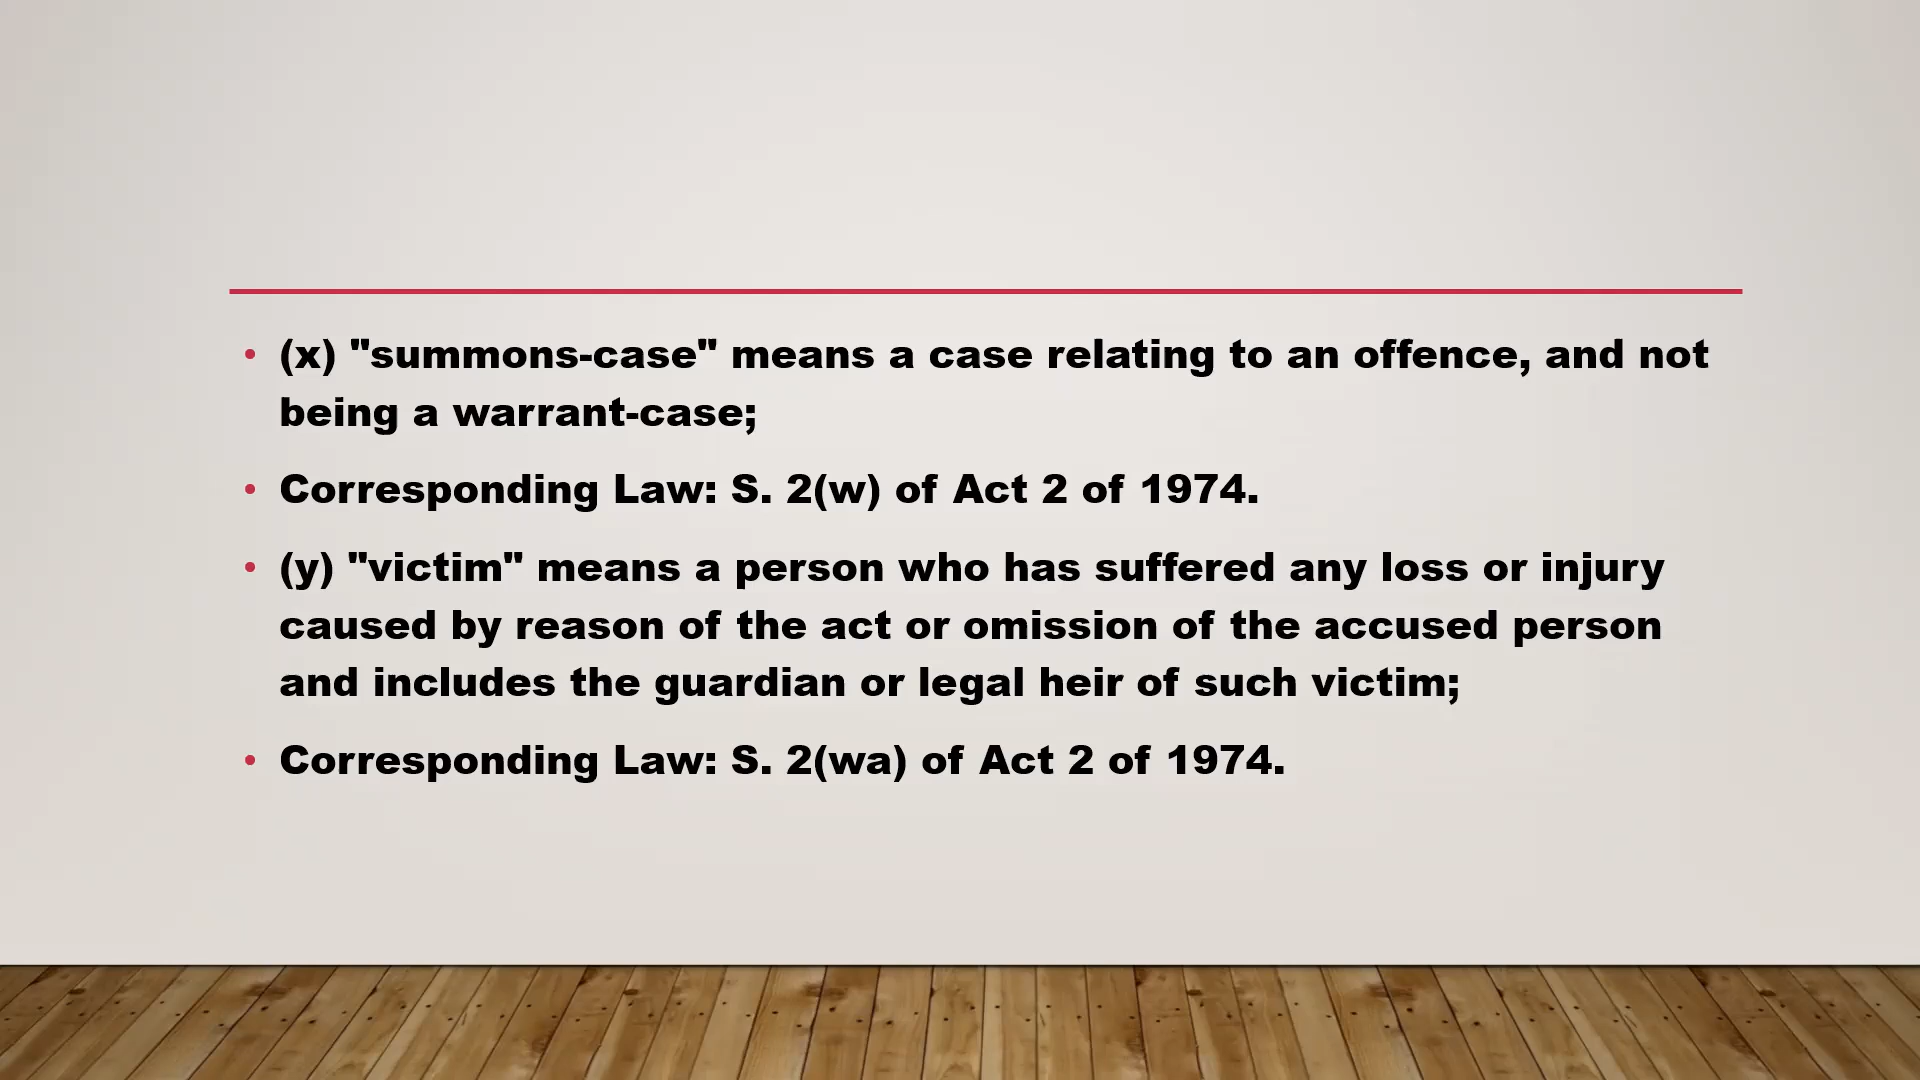 • (x) "summons-case" means a case relating to an offence, and not
being a warrant-case;
• Corresponding Law: S. 2(w) of Act 2 of 1974.
• (y) "victim" means a person who has suffered any loss or injury
caused by reason of the act or omission of the accused person
and includes the guardian or legal heir of such victim;
• Corresponding Law: S. 2(wa) of Act 2 of 1974.